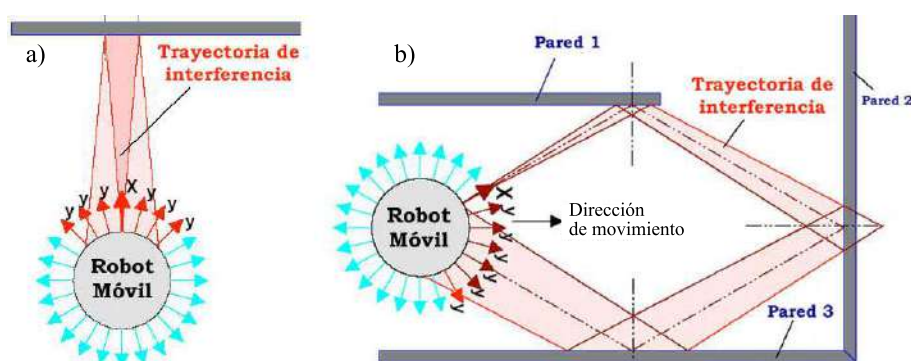 a)
Trayectoria de
interferencia
y y y X y y y
Robot
Móvil
b)
Pared 1
Trayectoria de
interferencia
Pared 2
X
y
y
y
y
y
y
Robot
Móvil
Dirección
de movimiento
Pared 3